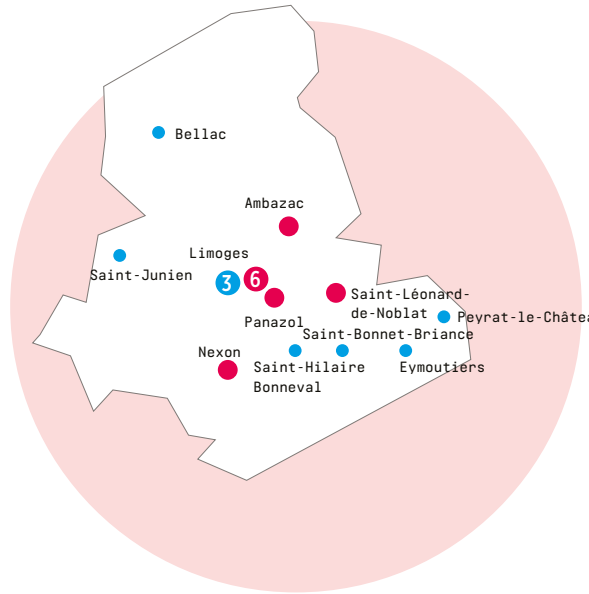 Bellac
Ambazac
Limoges
Saint-Junien
3
6
Saint-Léonard-
de-Noblat
Peyrat-le-Châtea
Panazol
Saint-Bonnet-Briance
Nexon
Saint-Hilaire
Bonneval
Eymoutiers